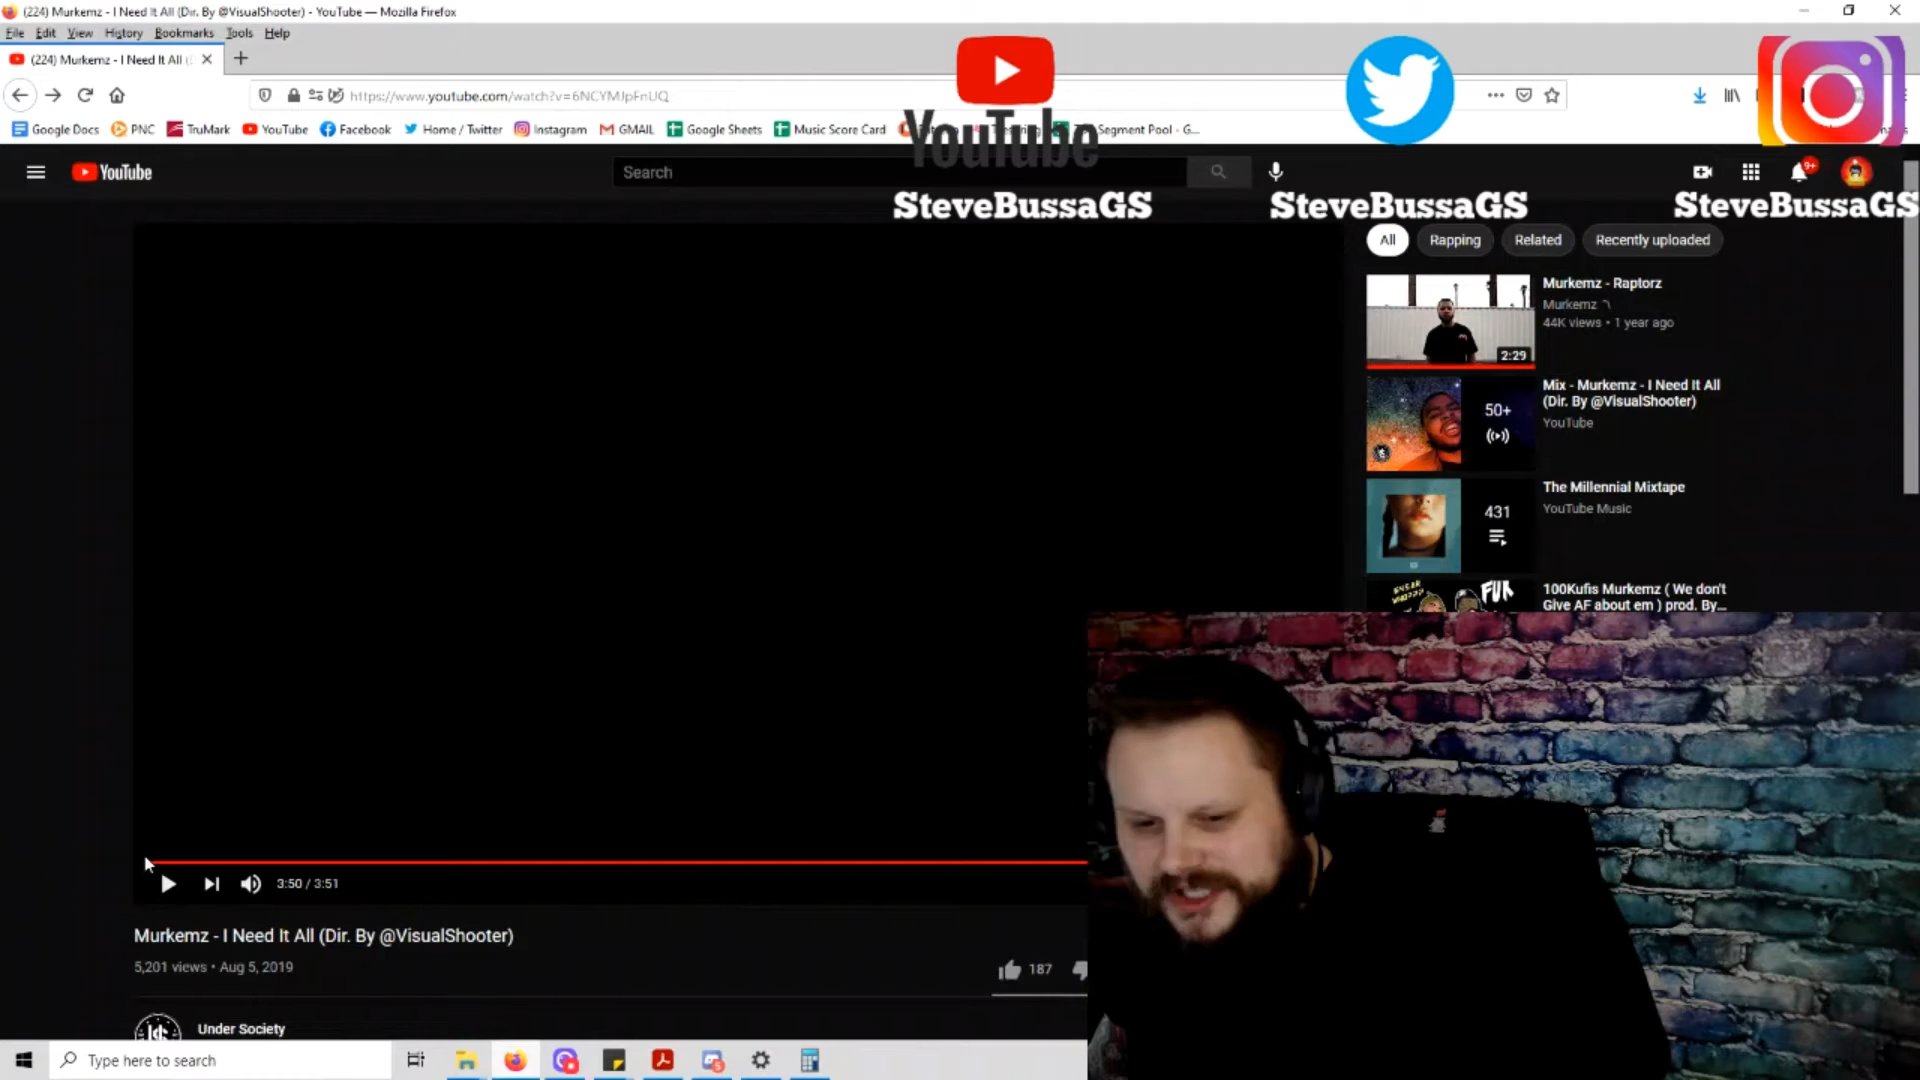 (224) Murkemz - I Need It All (Dir. By @VisualShooter) - YouTube — Mozilla Firefox
File Edit View History Bookmarks Tools Help
(224) Murkemz - I Need It All (
https://www.youtube.com/watch?v=6NCYMJpFnUQ
Google Docs PNC TruMark YouTube Facebook Home / Twitter Instagram GMAIL Google Sheets Music Score Card Segment Pool - G...
YouTube
YouTube
Search
9+
SteveBussaGS SteveBussaGS SteveBussaGS
All Rapping Related Recently uploaded
Murkemz - Raptorz
Murkemz
44K views • 1 year ago
2:29
Mix - Murkemz - I Need It All
(Dir. By @VisualShooter)
YouTube
50+
The Millennial Mixtape
YouTube Music
431
100Kufis Murkemz ( We don't
Give AF about em ) prod. By...
FUK
3:50 / 3:51
Murkemz - I Need It All (Dir. By @VisualShooter)
5,201 views • Aug 5, 2019
187
Under Society
Type here to search